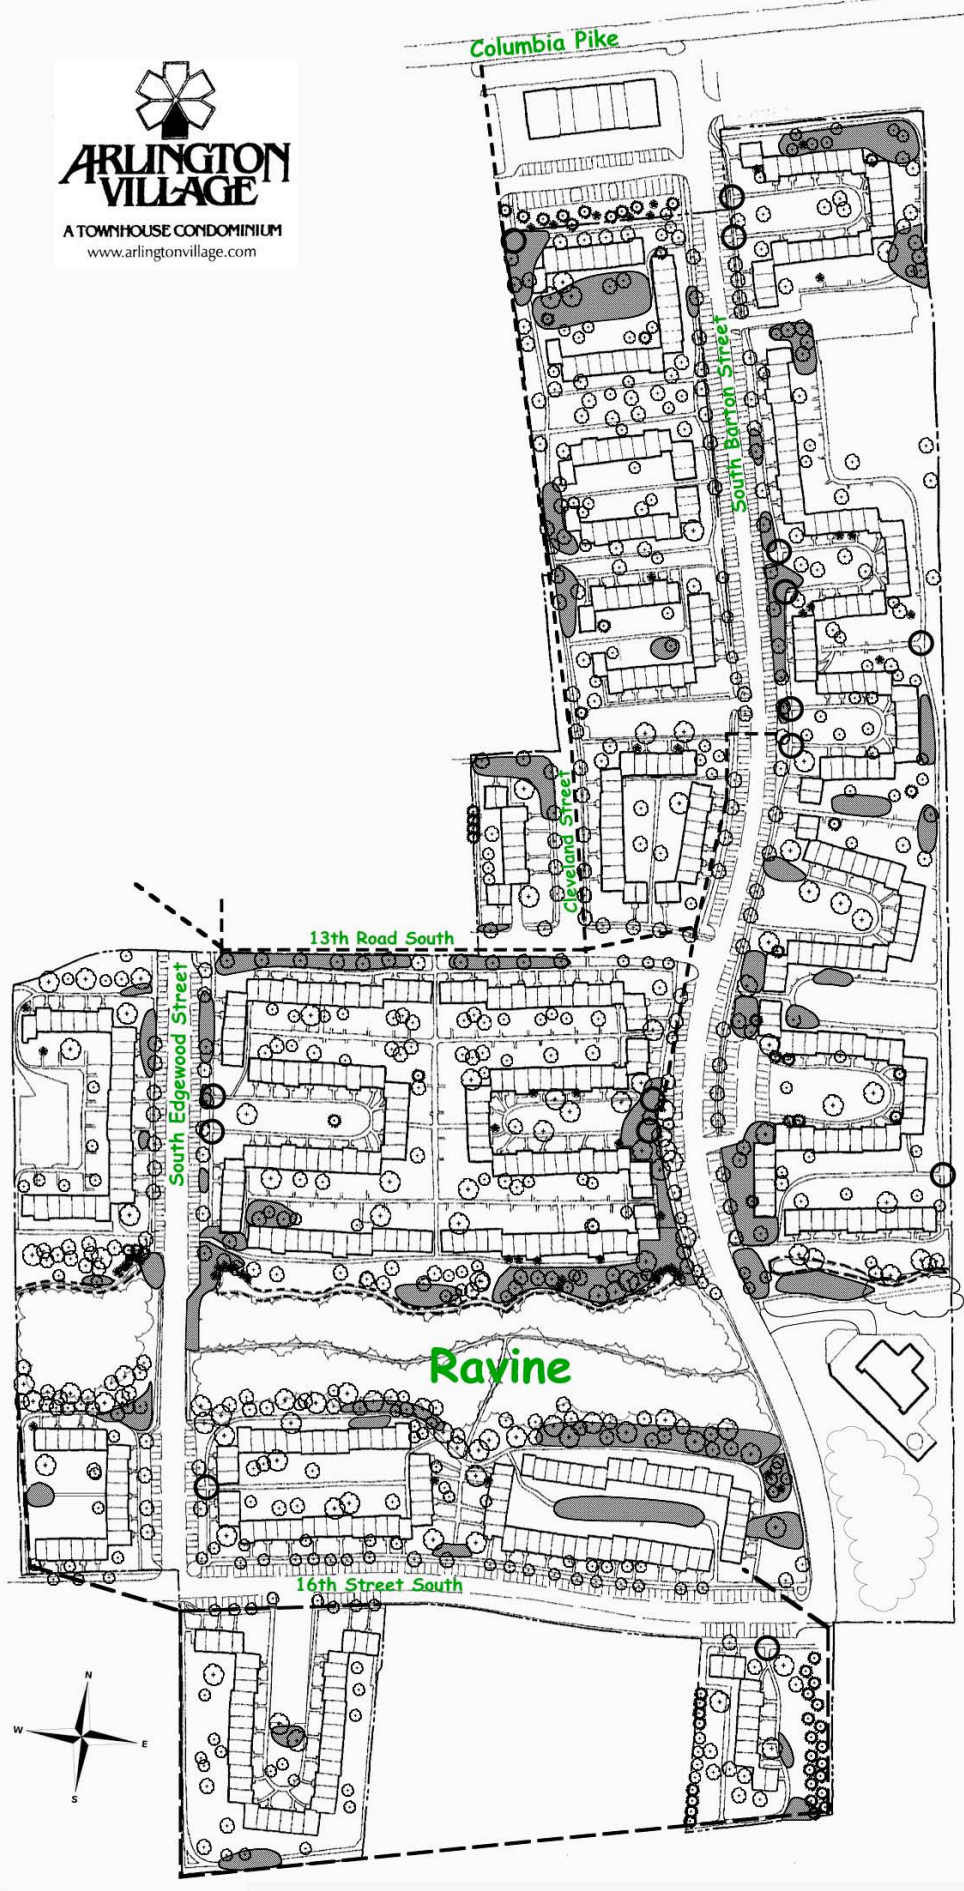 Columbia Pike
ARLINGTON
VILLAGE
A TOWNHOUSE CONDOMINIUM
www.arlingtonvillage.com
South Barton Street
Cleveland Street
13th Road South
South Edgewood Street
Ravine
16th Street South
N
W
E
S